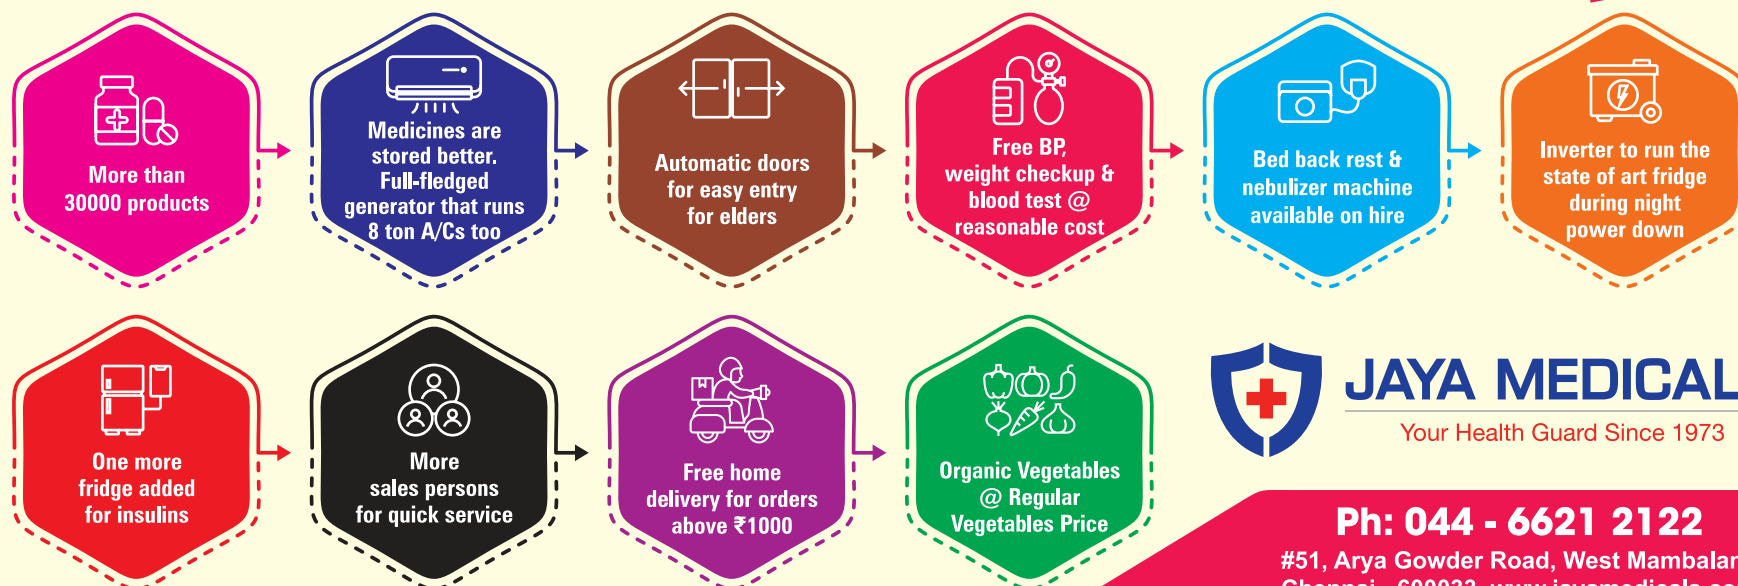 More than
30000 products
Medicines are
stored better.
Full-fledged
generator that runs
8 ton A/Cs too
Automatic doors
for easy entry
for elders
Free BP,
weight checkup &
blood test @
reasonable cost
Bed back rest &
nebulizer machine
available on hire
Inverter to run the
state of art fridge
during night
power down
One more
fridge added
for insulins
More
sales persons
for quick service
Free home
delivery for orders
above ₹1000
Organic Vegetables
@ Regular
Vegetables Price
JAYA MEDICAL
Your Health Guard Since 1973
Ph: 044 - 6621 2122
#51, Arya Gowder Road, West Mambalam
Chennai - 600033